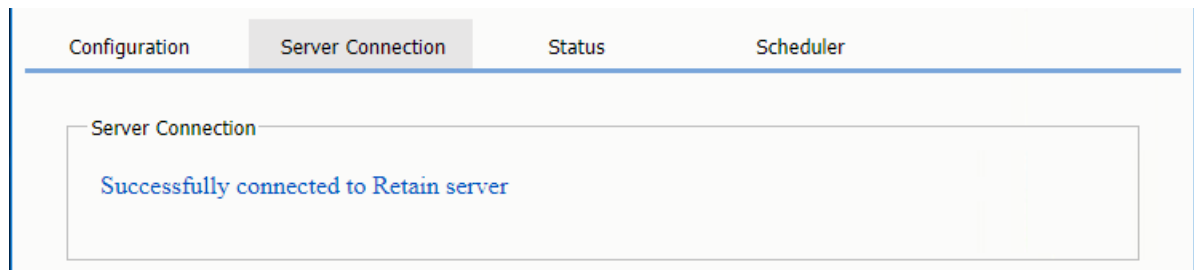 Configuration Server Connection Status Scheduler
Server Connection
Successfully connected to Retain server